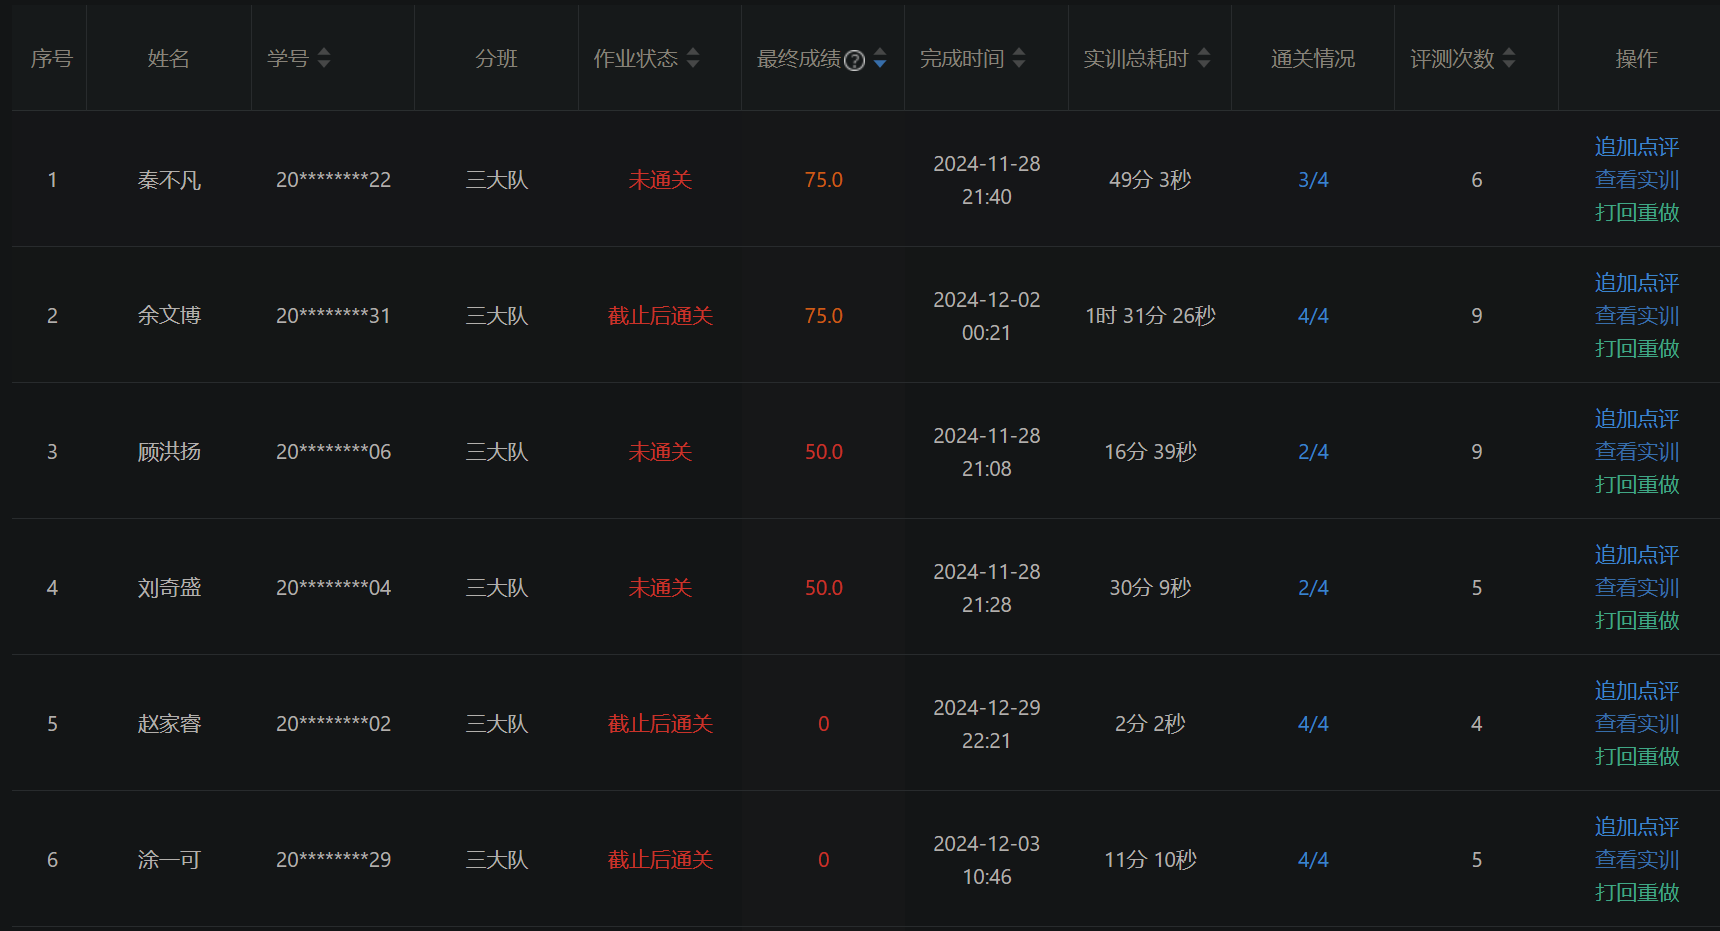 序号 姓名 学号 分班 作业状态 最终成绩? 完成时间 实训总耗时 通关情况 评测次数 操作
1 秦不凡 20********22 三大队 未通关 75.0 2024-11-28 21:40 49分 3秒 3/4 6 追加点评 查看实训 打回重做
2 余文博 20********31 三大队 截止后通关 75.0 2024-12-02 00:21 1时 31分 26秒 4/4 9 追加点评 查看实训 打回重做
3 顾洪扬 20********06 三大队 未通关 50.0 2024-11-28 21:08 16分 39秒 2/4 9 追加点评 查看实训 打回重做
4 刘奇盛 20********04 三大队 未通关 50.0 2024-11-28 21:28 30分 9秒 2/4 5 追加点评 查看实训 打回重做
5 赵家睿 20********02 三大队 截止后通关 0 2024-12-29 22:21 2分 2秒 4/4 4 追加点评 查看实训 打回重做
6 涂一可 20********29 三大队 截止后通关 0 2024-12-03 10:46 11分 10秒 4/4 5 追加点评 查看实训 打回重做